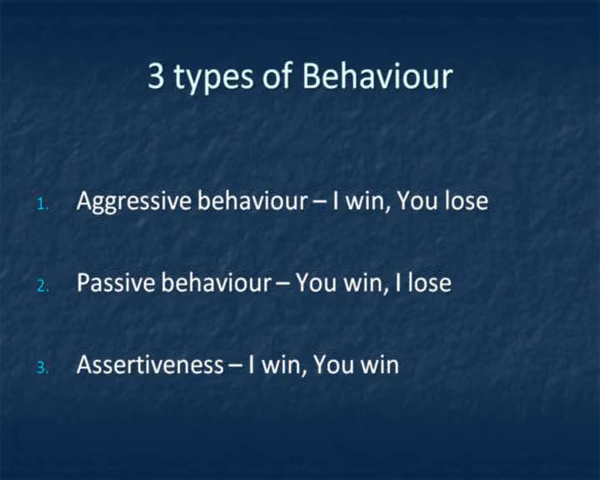 3 types of Behaviour
1. Aggressive behaviour – I win, You lose
2. Passive behaviour – You win, I lose
3. Assertiveness – I win, You win